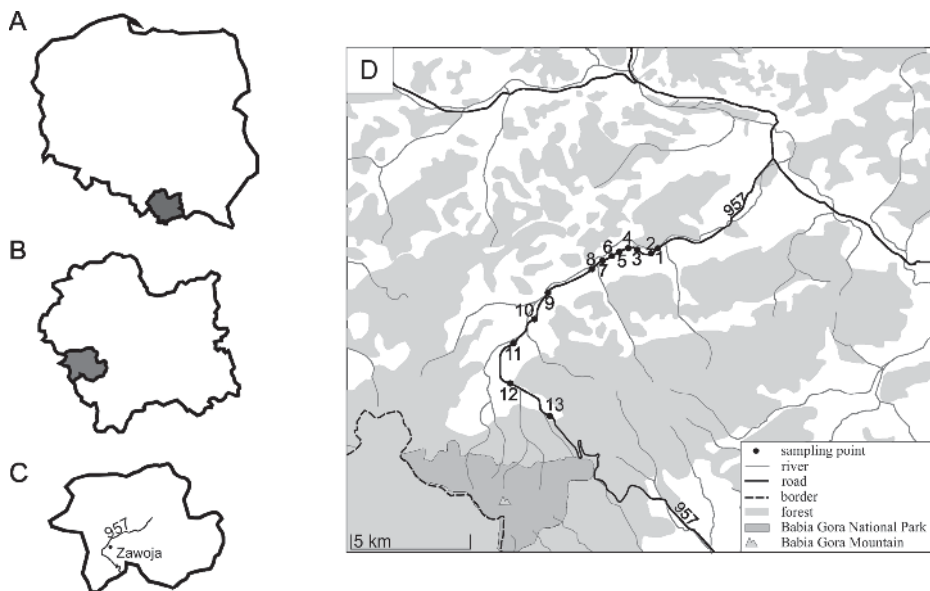 A
B
C
957
Zawoja
D
957
4
2
6
8
5
3
1
7
9
10
11
12
13
957
5 km
sampling point
river
road
border
forest
Babia Gora National Park
Babia Gora Mountain